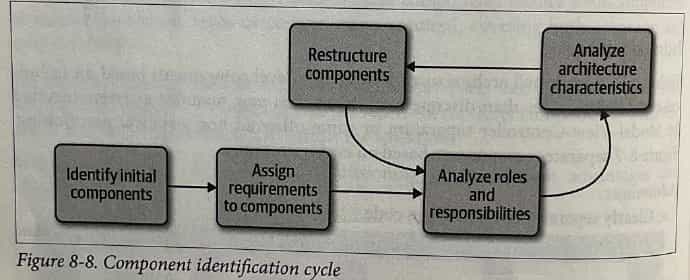 Restructure
components
Analyze
architecture
characteristics
Identify initial
components
Assign
requirements
to components
Analyze roles
and
responsibilities
Figure 8-8. Component identification cycle